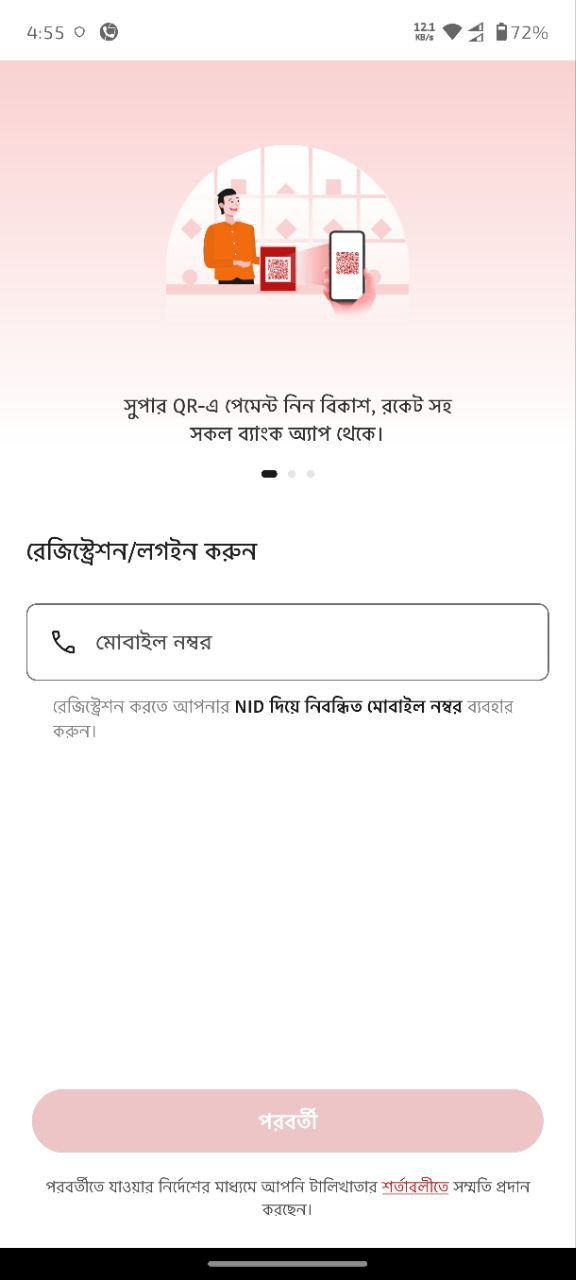 4:55
12.1
KB/s
72%
সুপার QR-এ পেমেন্ট নিন বিকাশ, রকেট সহ
সকল ব্যাংক অ্যাপ থেকে।
রেজিস্ট্রেশন/লগইন করুন
মোবাইল নম্বর
রেজিস্ট্রেশন করতে আপনার NID দিয়ে নিবন্ধিত মোবাইল নম্বর ব্যবহার
করুন।
পরবর্তী
পরবর্তীতে যাওয়ার নির্দেশের মাধ্যমে আপনি টালিখাতার শর্তাবলীতে সম্মতি প্রদান
করছেন।